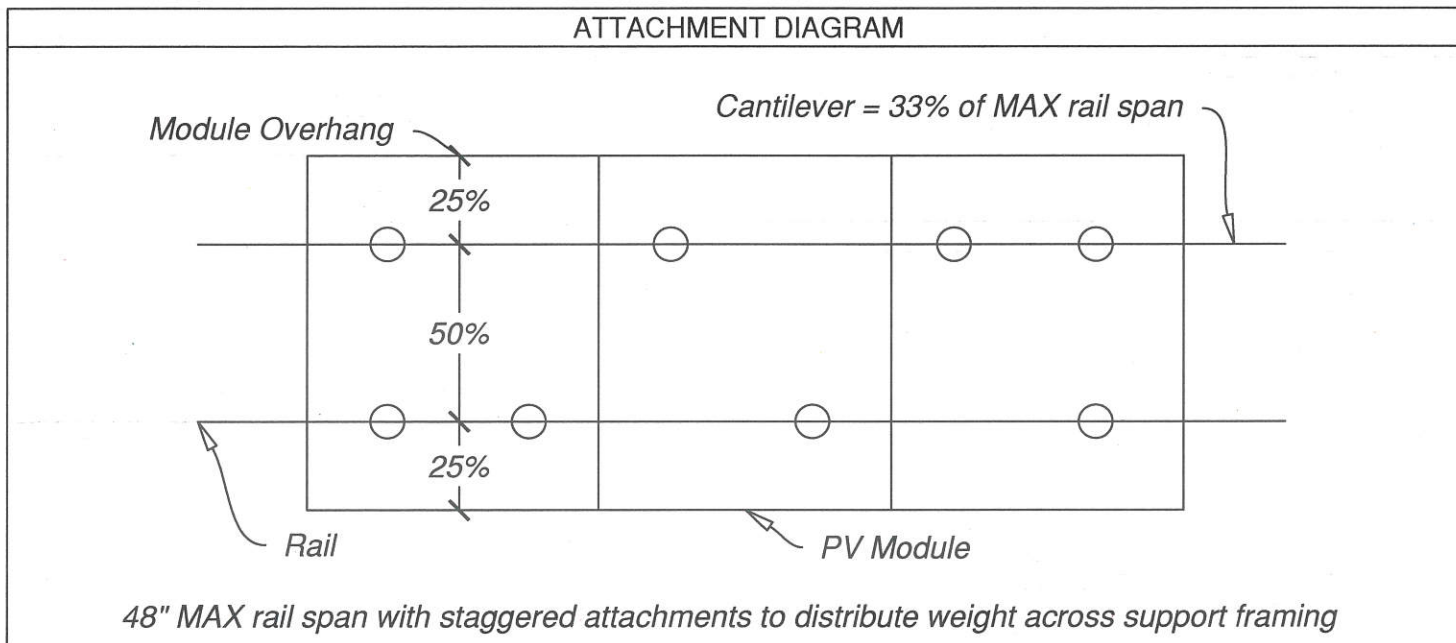 ATTACHMENT DIAGRAM
Cantilever = 33% of MAX rail span
Module Overhang
25%
50%
25%
Rail
PV Module
48" MAX rail span with staggered attachments to distribute weight across support framing